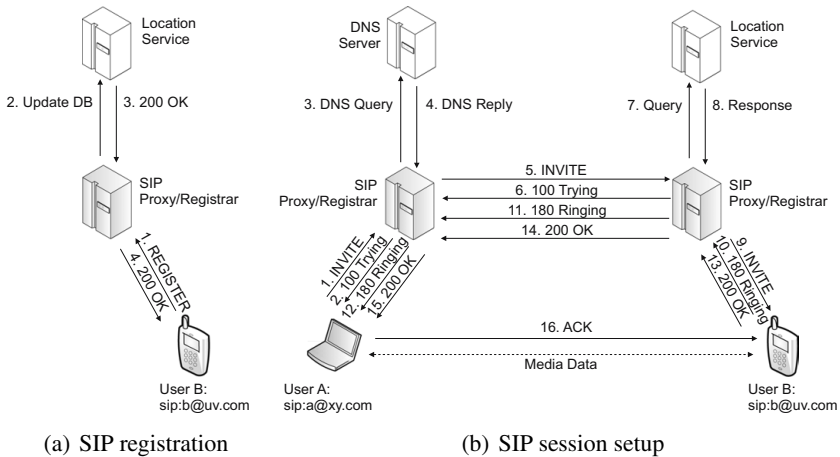 Location
Service
2. Update DB
3. 200 OK
SIP
Proxy/Registrar
1. REGISTER
4. 200 OK
User B:
sip:b@uv.com
(a) SIP registration
DNS
Server
3. DNS Query
4. DNS Reply
Location
Service
7. Query
8. Response
SIP
Proxy/Registrar
5. INVITE
6. 100 Trying
11. 180 Ringing
14. 200 OK
SIP
Proxy/Registrar
1. INVITE
2. 100 Trying
12. 180 Ringing
15. 200 OK
9. INVITE
10. 180 Ringing
13. 200 OK
16. ACK
Media Data
User A:
sip:a@xy.com
User B:
sip:b@uv.com
(b) SIP session setup